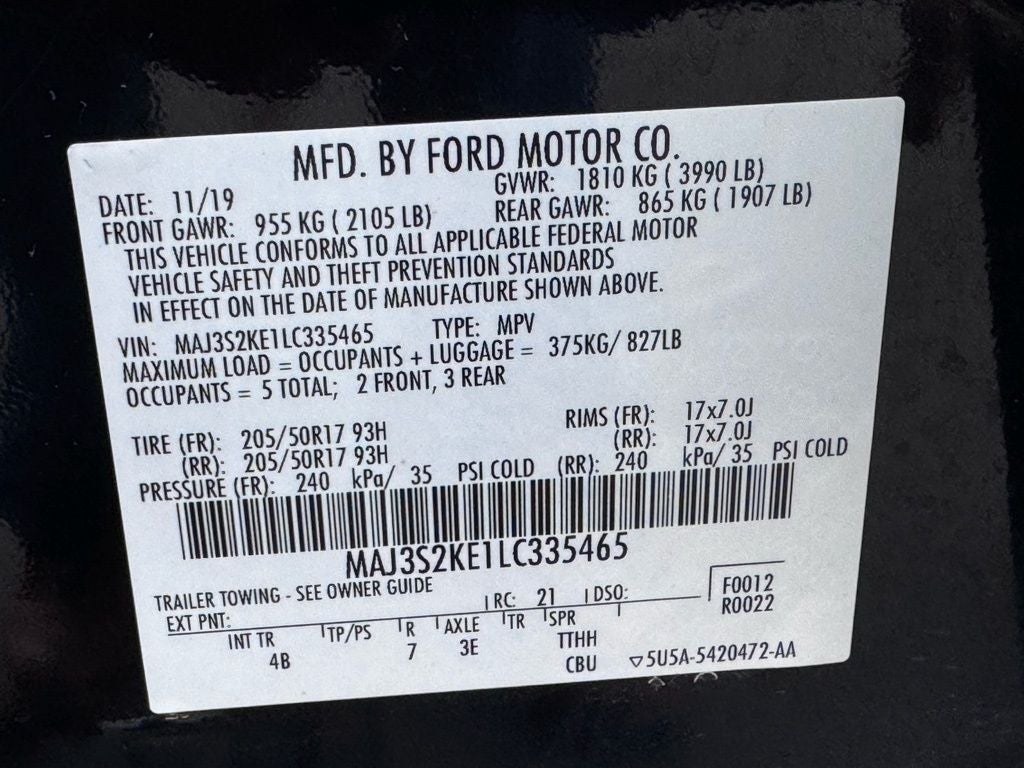 MFD. BY FORD MOTOR CO.
DATE: 11/19 GVWR: 1810 KG ( 3990 LB)
FRONT GAWR: 955 KG ( 2105 LB) REAR GAWR: 865 KG ( 1907 LB)
THIS VEHICLE CONFORMS TO ALL APPLICABLE FEDERAL MOTOR
VEHICLE SAFETY AND THEFT PREVENTION STANDARDS
IN EFFECT ON THE DATE OF MANUFACTURE SHOWN ABOVE.
VIN: MAJ3S2KE1LC335465 TYPE: MPV
MAXIMUM LOAD = OCCUPANTS + LUGGAGE = 375KG/ 827LB
OCCUPANTS = 5 TOTAL; 2 FRONT, 3 REAR
TIRE (FR): 205/50R17 93H RIMS (FR): 17x7.0J
(RR): 205/50R17 93H (RR): 17x7.0J
PRESSURE (FR): 240 kPa/ 35 PSI COLD (RR): 240 kPa/ 35 PSI COLD
MAJ3S2KE1LC335465
TRAILER TOWING - SEE OWNER GUIDE
EXT PNT: RC: 21 DSO: F0012
R0022
INT TR TP/PS R AXLE TR SPR
4B 7 3E TTHH
CBU ▽5U5A-5420472-AA